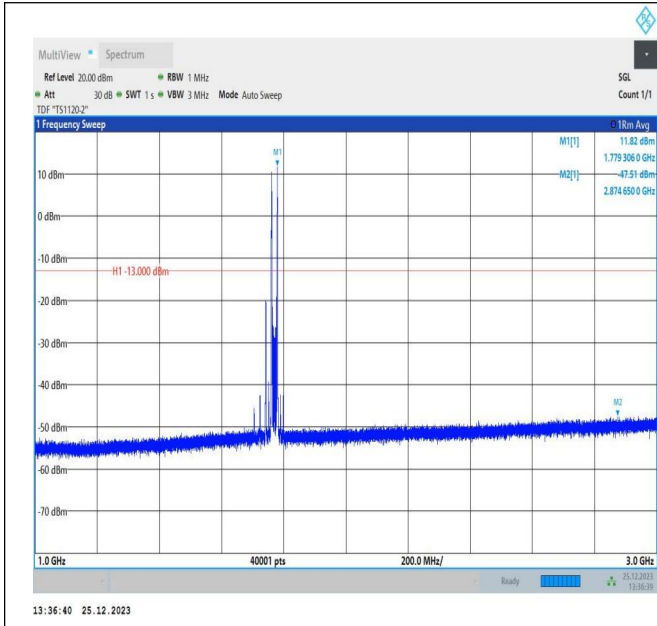 R&S
MultiView Spectrum
Ref Level 20.00 dBm RBW 1 MHz SGL
Att 30 dB SWT 1 s VBW 3 MHz Mode Auto Sweep Count 1/1
TDF "TS1120-2"
1 Frequency Sweep 1Rm Avg
M1[1] 11.82 dBm
1.779 306 0 GHz
M2[1] -47.51 dBm
2.874 650 0 GHz
M1
10 dBm
0 dBm
-10 dBm
H1 -13.000 dBm
-20 dBm
-30 dBm
-40 dBm
M2
-50 dBm
-60 dBm
-70 dBm
1.0 GHz 40001 pts 200.0 MHz/ 3.0 GHz
Ready 25.12.2023
13:36:39
13:36:40 25.12.2023